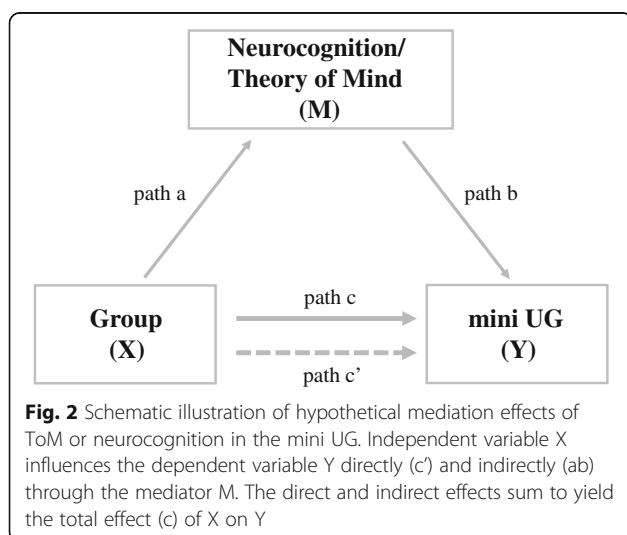 Neurocognition/
Theory of Mind
(M)
path a
path b
Group
(X)
path c
path c’
mini UG
(Y)
Fig. 2 Schematic illustration of hypothetical mediation effects of
ToM or neurocognition in the mini UG. Independent variable X
influences the dependent variable Y directly (c’) and indirectly (ab)
through the mediator M. The direct and indirect effects sum to yield
the total effect (c) of X on Y